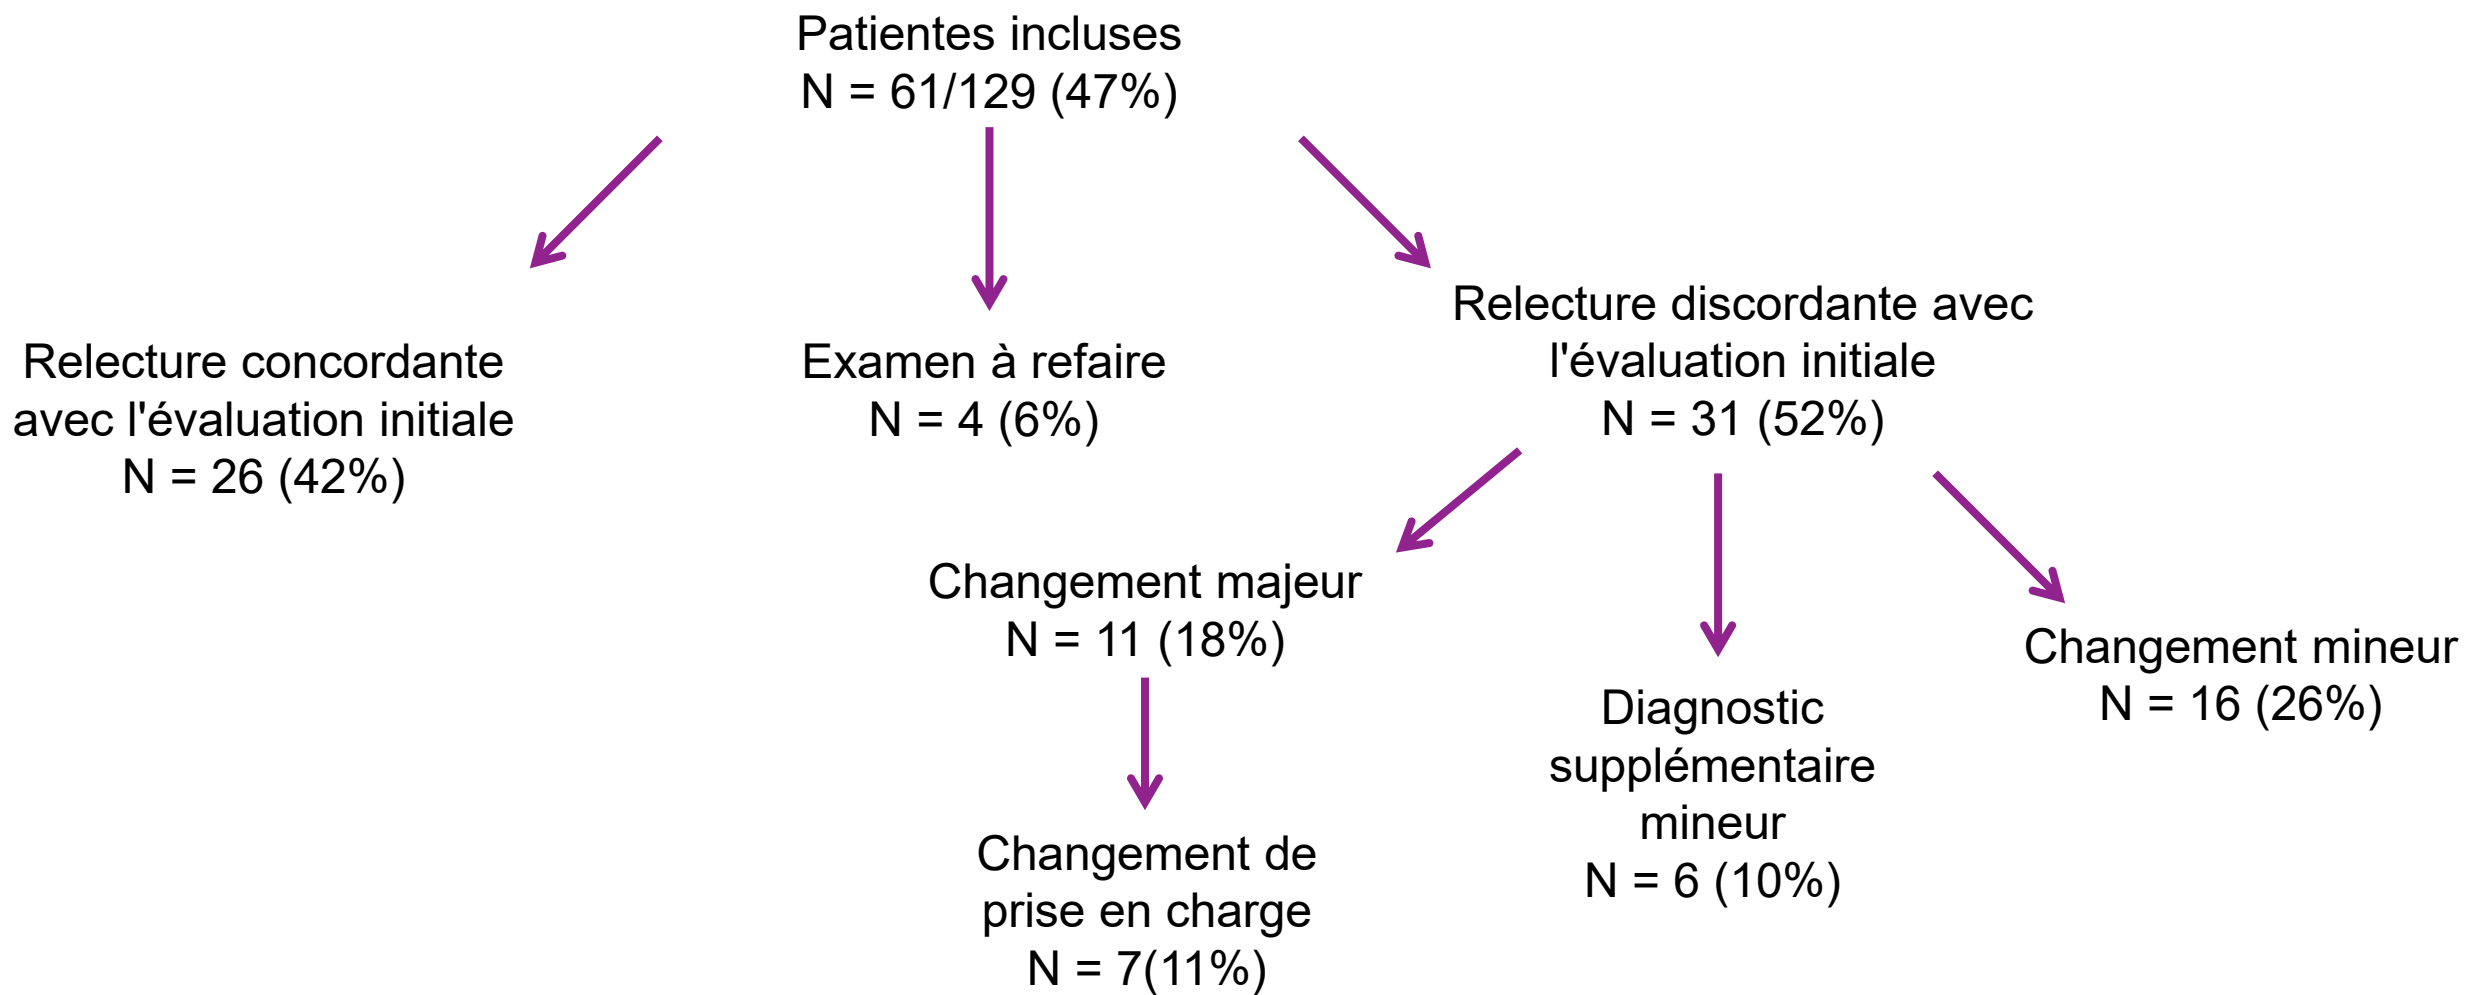 Patientes incluses
N = 61/129 (47%)
Relecture concordante
avec l'évaluation initiale
N = 26 (42%)
Examen à refaire
N = 4 (6%)
Relecture discordante avec
l'évaluation initiale
N = 31 (52%)
Changement majeur
N = 11 (18%)
Changement de
prise en charge
N = 7(11%)
Diagnostic
supplémentaire
mineur
N = 6 (10%)
Changement mineur
N = 16 (26%)